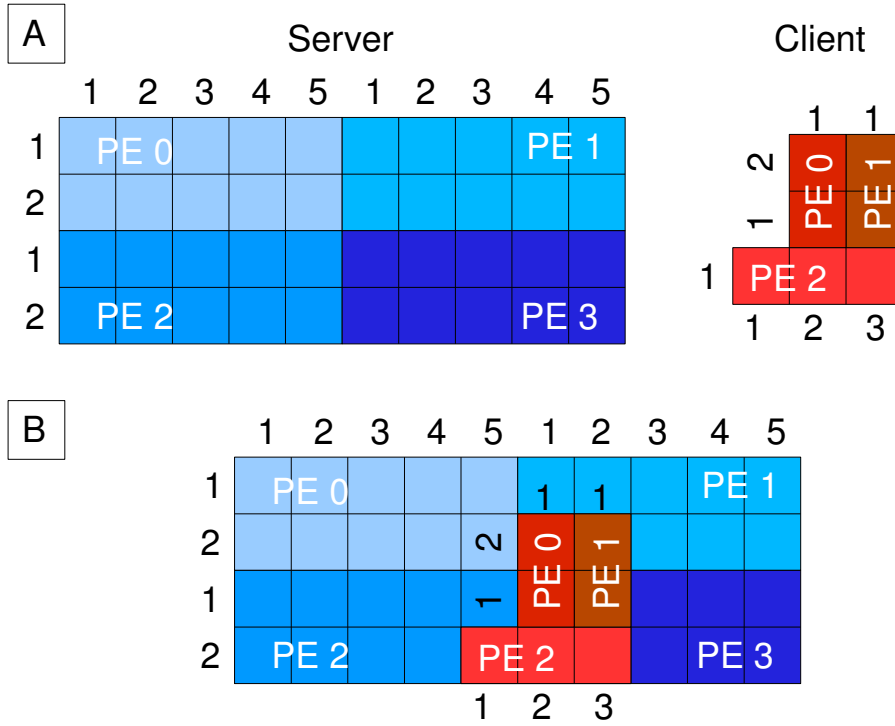 A
Server
Client
1 2 3 4 5 1 2 3 4 5
1 1
1 PE 0 PE 1
2 PE 0 PE 1
2
1
1
1 PE 2
2 PE 2 PE 3
1 2 3
B
1 2 3 4 5 1 2 3 4 5
1 PE 0 1 1 PE 1
2 2 PE 0 PE 1
1 1
2 PE 2 PE 2 PE 3
1 2 3